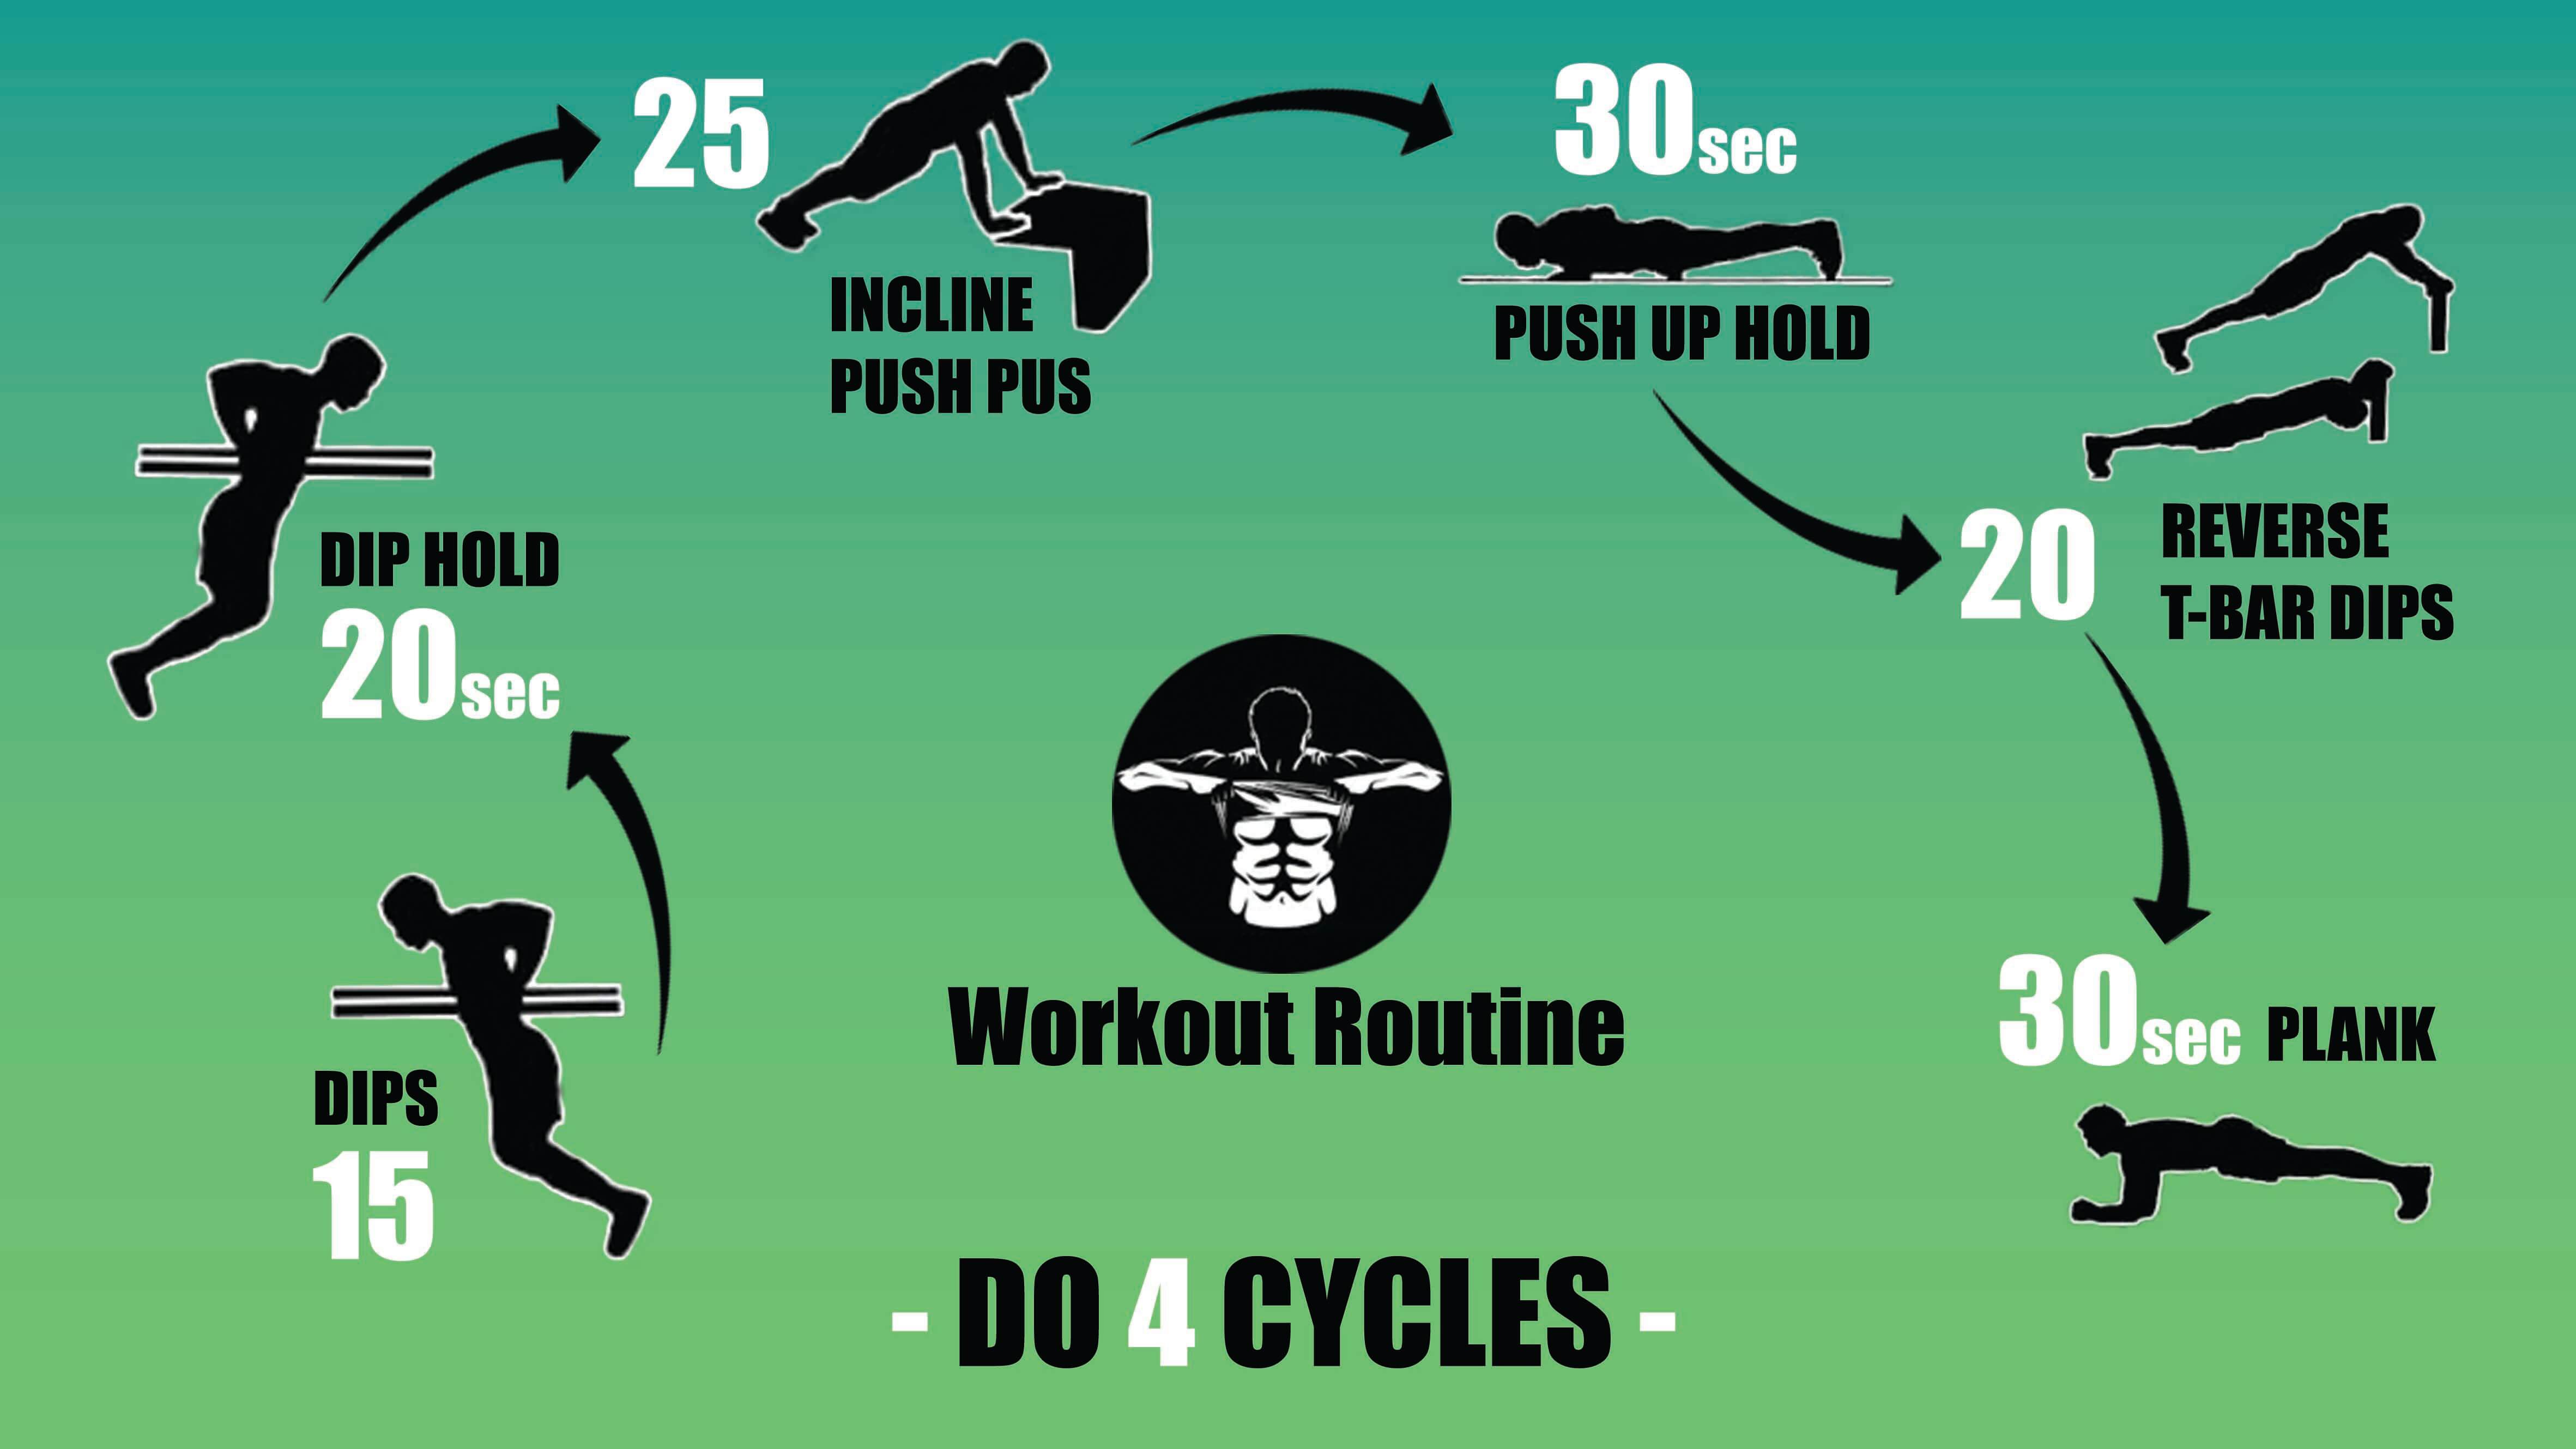 DIPS
15
DIP HOLD
20sec
25
INCLINE
PUSH PUS
30sec
PUSH UP HOLD
20
REVERSE
T-BAR DIPS
30sec PLANK
Workout Routine
- DO 4 CYCLES -